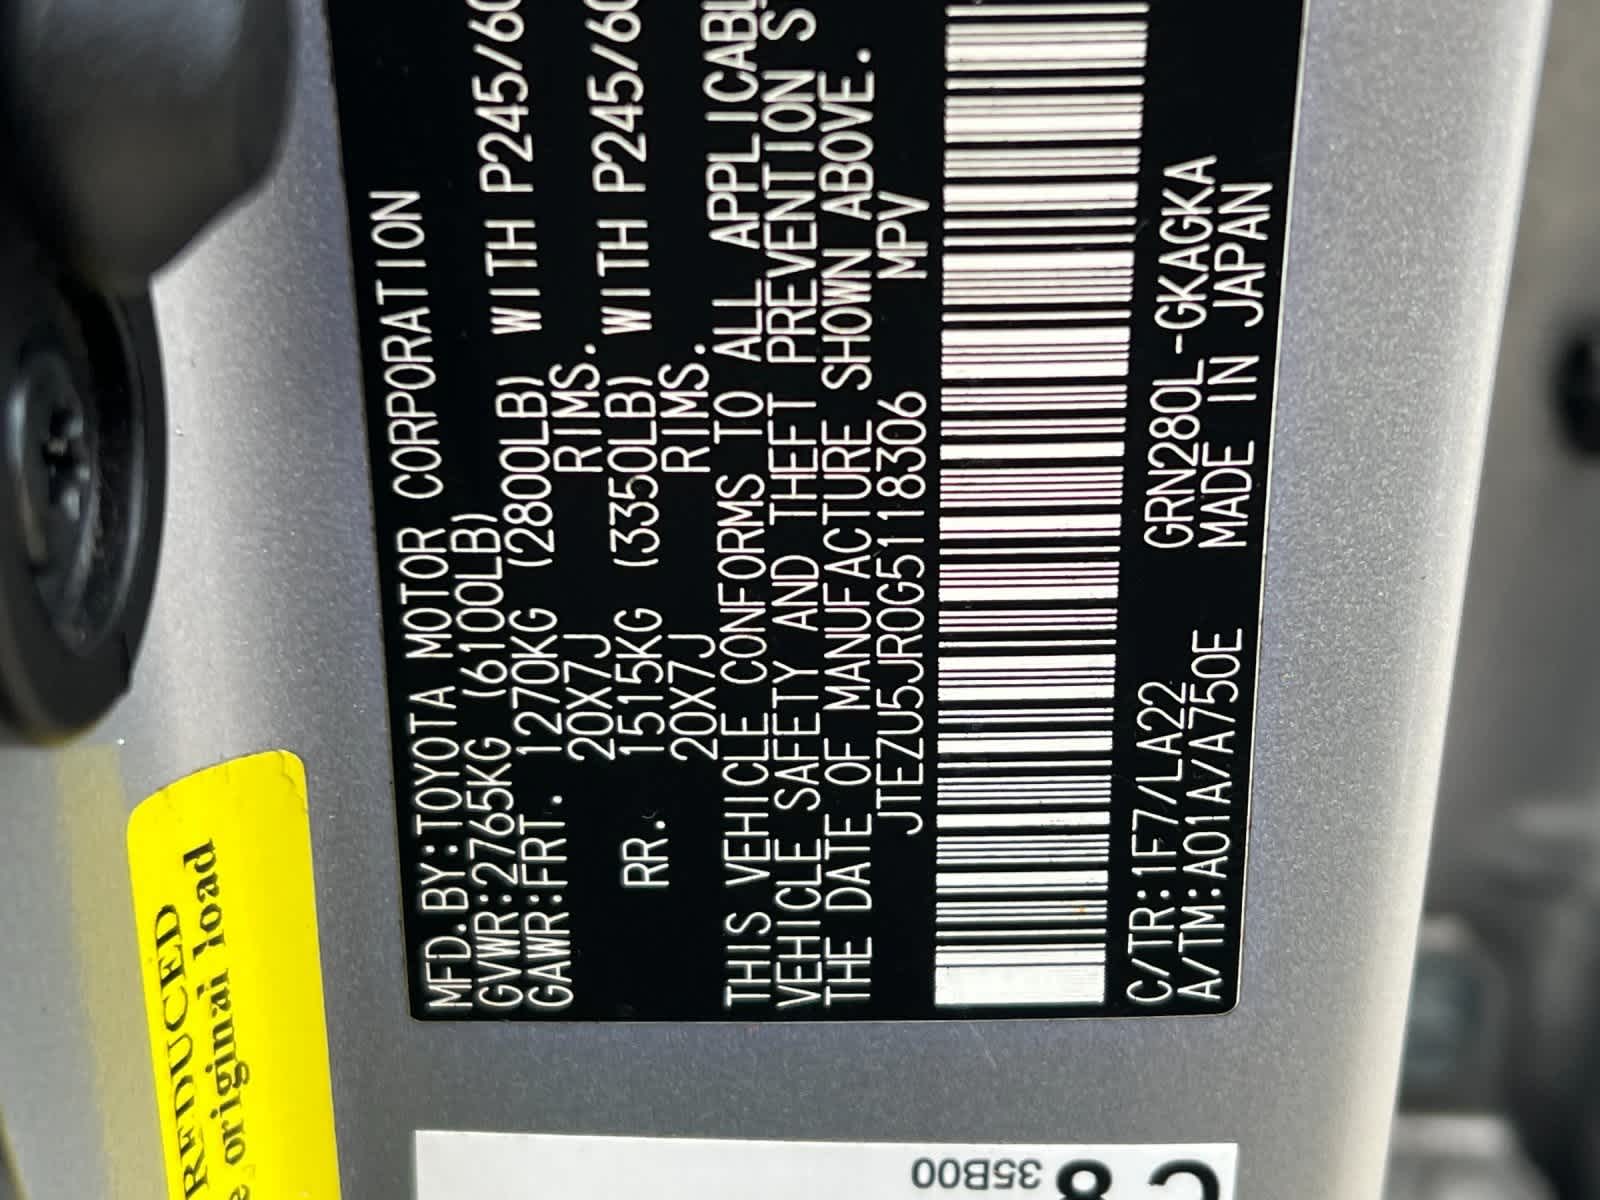 MFD.BY:TOYOTA MOTOR CORPORATION
GVWR:2765KG (6100LB)
GAWR:FRT. 1270KG (2800LB) WITH P245/60
20X7J RIMS.
RR. 1515KG (3350LB) WITH P245/60
20X7J RIMS.
THIS VEHICLE CONFORMS TO ALL
VEHICLE SAFETY AND THEFT PREVENTION
THE DATE OF MANUFACTURE SHOWN ABOVE.
JTEZU5JR0G5118306 MPV
C/TR:1F7/LA22 GRN280L-GKAGKA
A/TM:A01A/A750E MADE IN JAPAN
REDUCED
original load
35B00